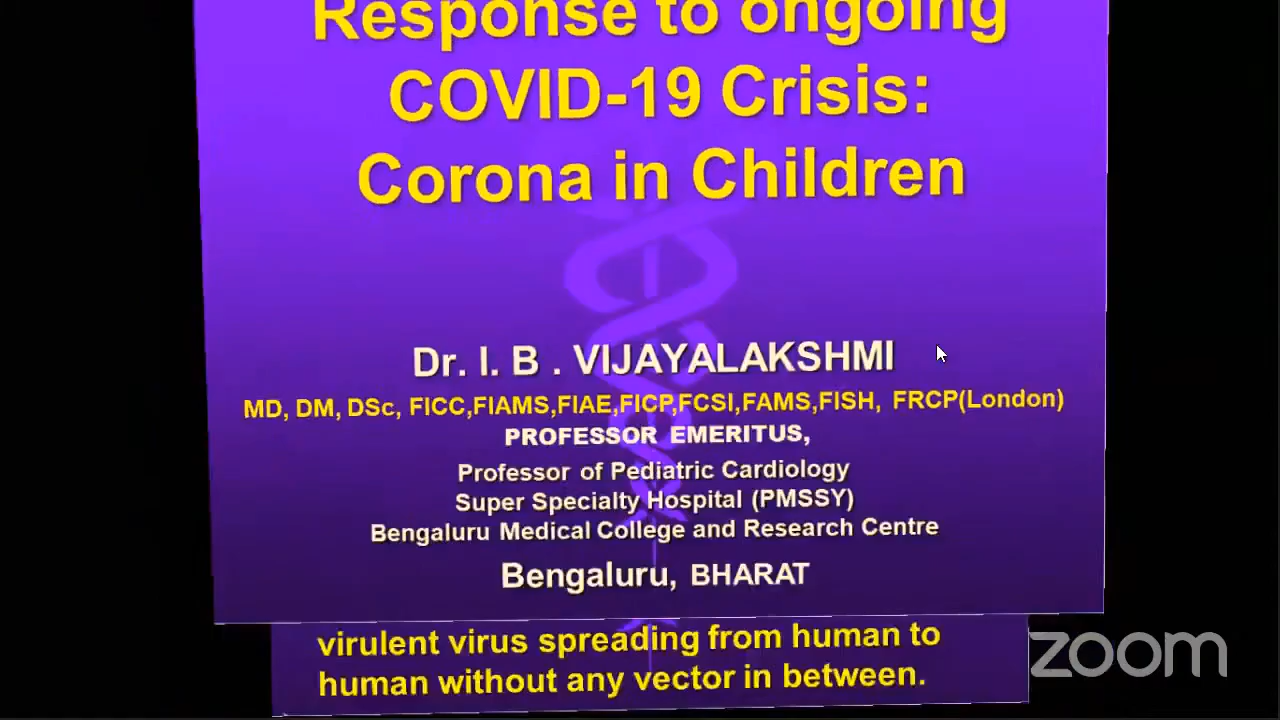 Response to ongoing
COVID-19 Crisis:
Corona in Children
Dr. I. B . VIJAYALAKSHMI
MD, DM, DSc, FICC,FIAMS,FIAE,FICP,FCSI,FAMS,FISH, FRCP(London)
PROFESSOR EMERITUS,
Professor of Pediatric Cardiology
Super Specialty Hospital (PMSSY)
Bengaluru Medical College and Research Centre
Bengaluru, BHARAT
virulent virus spreading from human to
human without any vector in between.
zoom